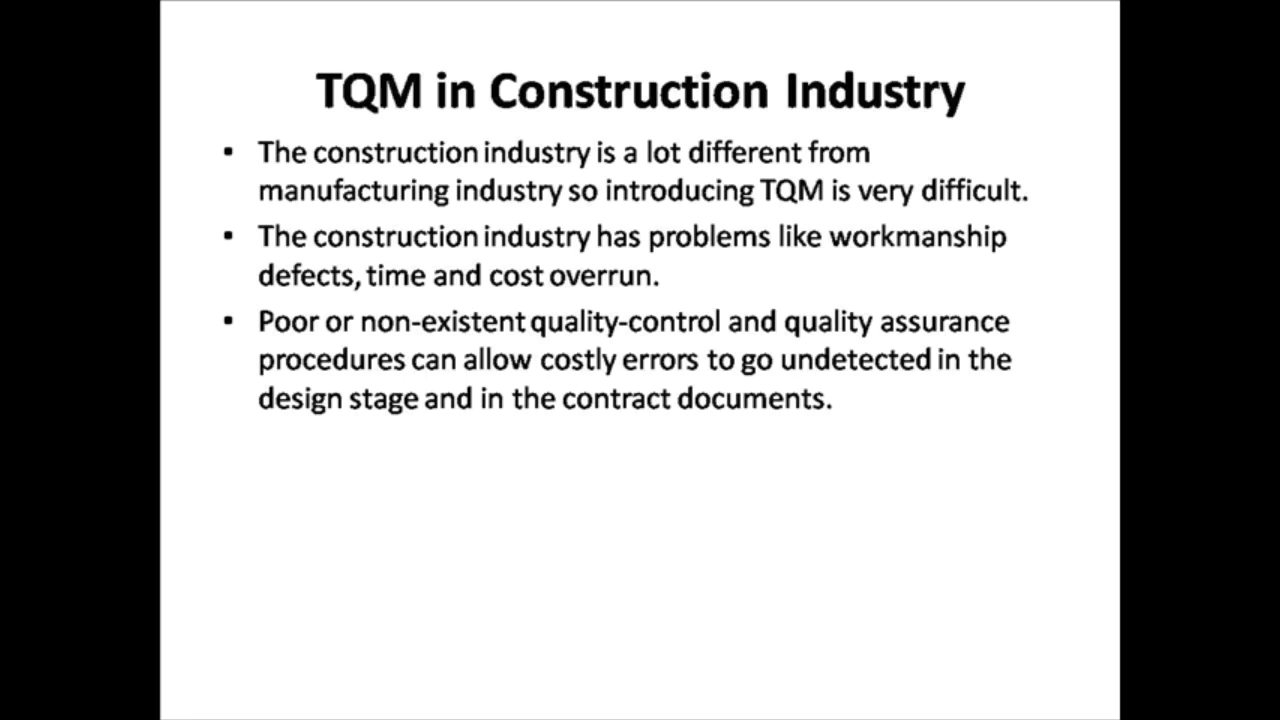 TQM in Construction Industry
▪ The construction industry is a lot different from
manufacturing industry so introducing TQM is very difficult.
▪ The construction industry has problems like workmanship
defects, time and cost overrun.
▪ Poor or non-existent quality-control and quality assurance
procedures can allow costly errors to go undetected in the
design stage and in the contract documents.